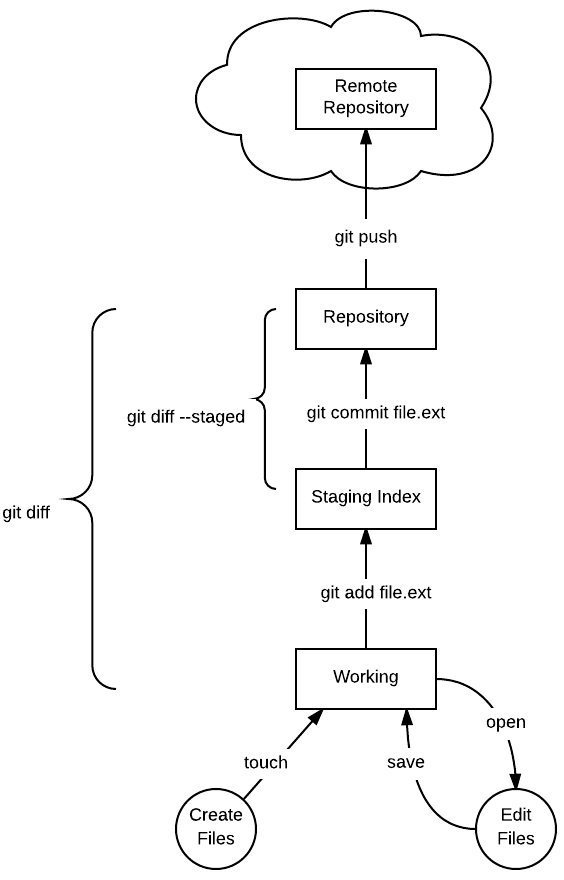 Remote
Repository
git push
Repository
git diff --staged
git commit file.ext
Staging Index
git diff
git add file.ext
Working
open
touch
save
Create
Files
Edit
Files